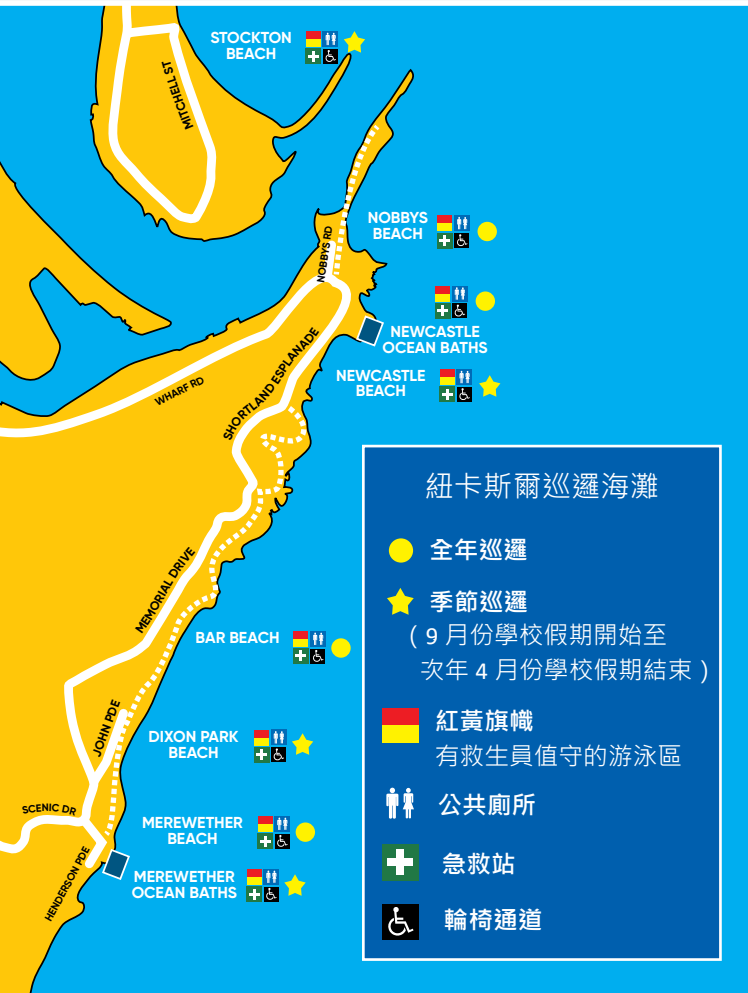 STOCKTON
BEACH
MITCHELL ST
NOBBYS
BEACH
NOBBYS RD
NEWCASTLE
OCEAN BATHS
NEWCASTLE
BEACH
SHORTLAND ESPLANADE
WHARF RD
MEMORIAL DRIVE
BAR BEACH
JOHN PDE
DIXON PARK
BEACH
SCENIC DR
MEREWETHER
BEACH
HENDERSON PDE
MEREWETHER
OCEAN BATHS
紐卡斯爾巡邏海灘
全年巡邏
季節巡邏
( 9 月份學校假期開始至
次年 4 月份學校假期結束 )
紅黃旗幟
有救生員值守的游泳區
公共廁所
急救站
輪椅通道